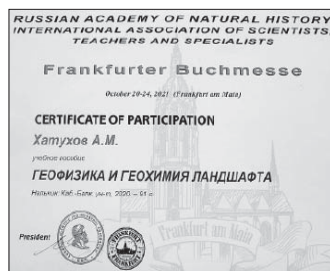 RUSSIAN ACADEMY OF NATURAL HISTORY
INTERNATIONAL ASSOCIATION OF SCIENTISTS,
TEACHERS AND SPECIALISTS
Frankfurter Buchmesse
October 20-24, 2021 (Frankfurt am Main)
CERTIFICATE OF PARTICIPATION
Хатухов А.М.
учебное пособие
ГЕОФИЗИКА И ГЕОХИМИЯ ЛАНДШАФТА
Нальчик: Каб.-Балк. ун-т, 2020 – 91 с.
Frankfurt am Main
President
FRANKFURT